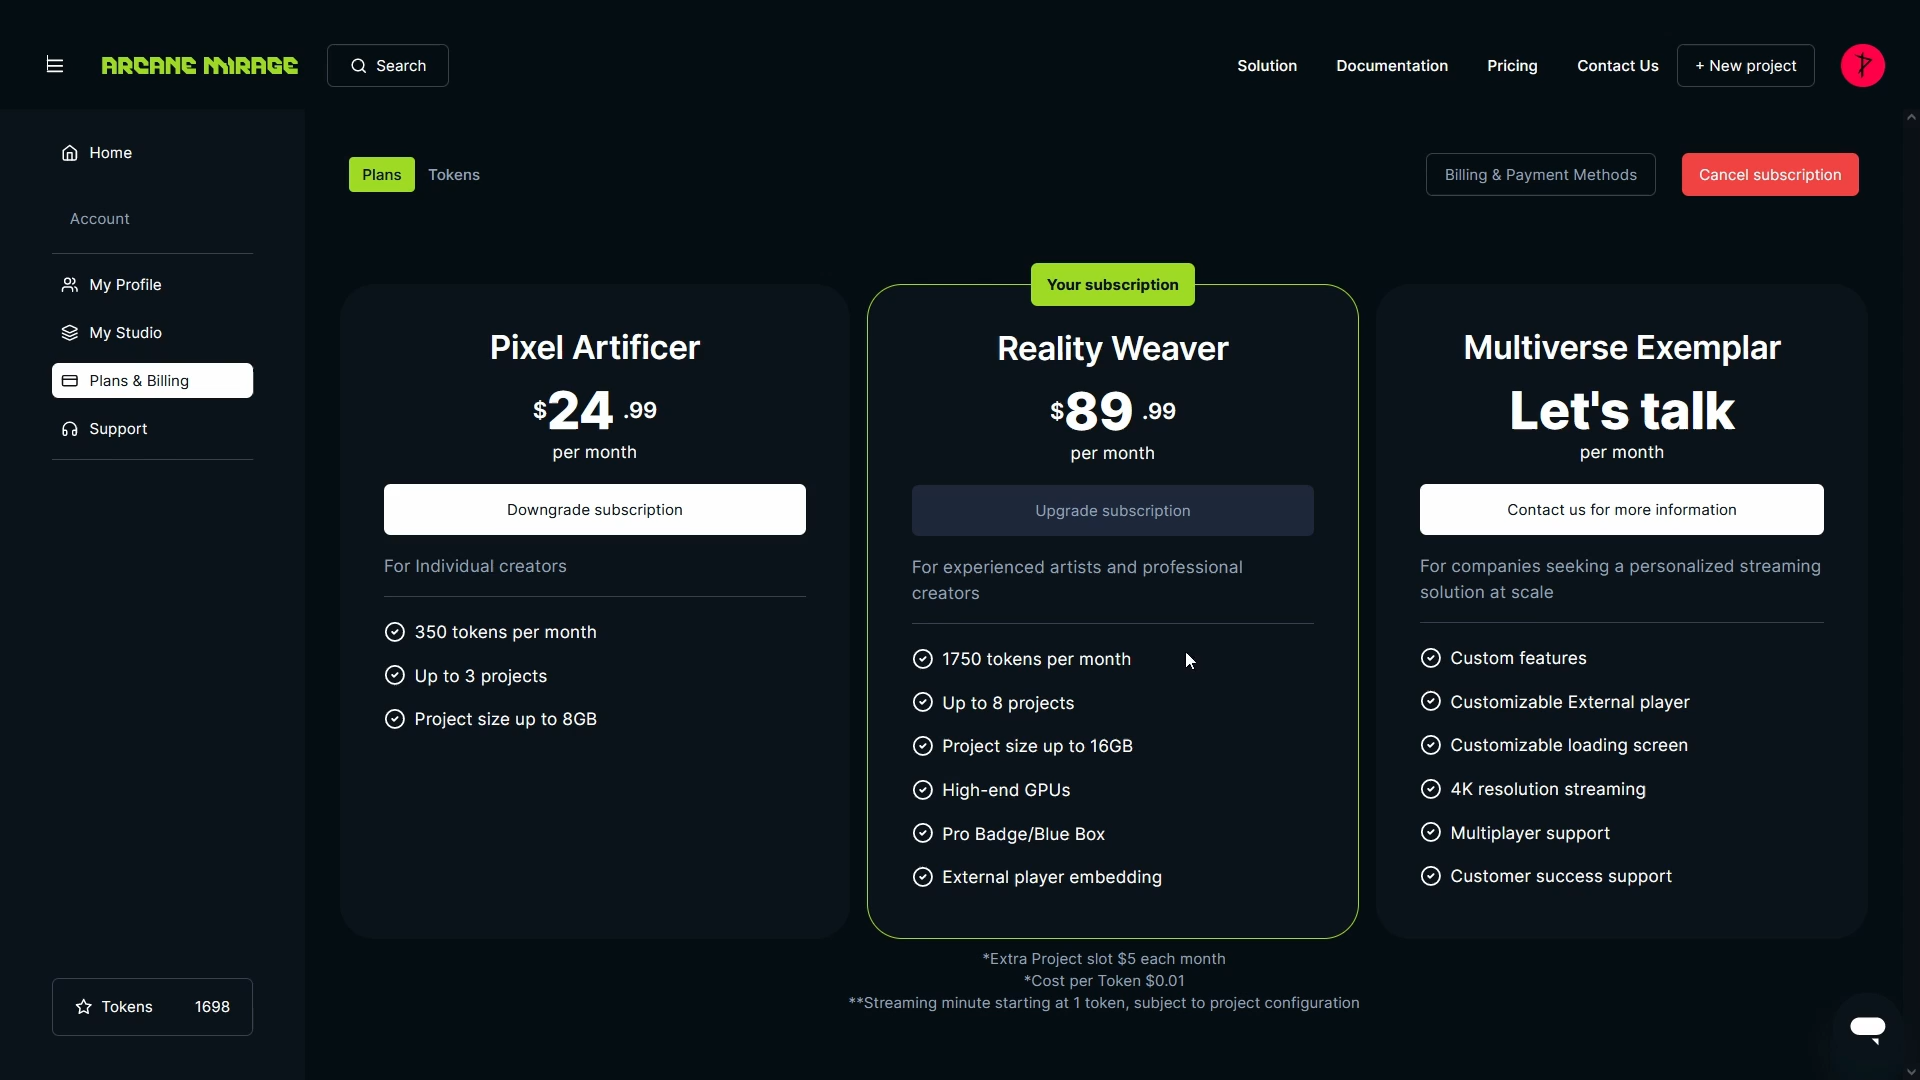 ARCANE MIRAGE
Search
Solution
Documentation
Pricing
Contact Us
+ New project
Home
Account
My Profile
My Studio
Plans & Billing
Support
Tokens 1698
Plans
Tokens
Billing & Payment Methods
Cancel subscription
Pixel Artificer
$24.99
per month
Downgrade subscription
For Individual creators
350 tokens per month
Up to 3 projects
Project size up to 8GB
Your subscription
Reality Weaver
$89.99
per month
Upgrade subscription
For experienced artists and professional
creators
1750 tokens per month
Up to 8 projects
Project size up to 16GB
High-end GPUs
Pro Badge/Blue Box
External player embedding
Multiverse Exemplar
Let's talk
per month
Contact us for more information
For companies seeking a personalized streaming
solution at scale
Custom features
Customizable External player
Customizable loading screen
4K resolution streaming
Multiplayer support
Customer success support
*Extra Project slot $5 each month
*Cost per Token $0.01
**Streaming minute starting at 1 token, subject to project configuration